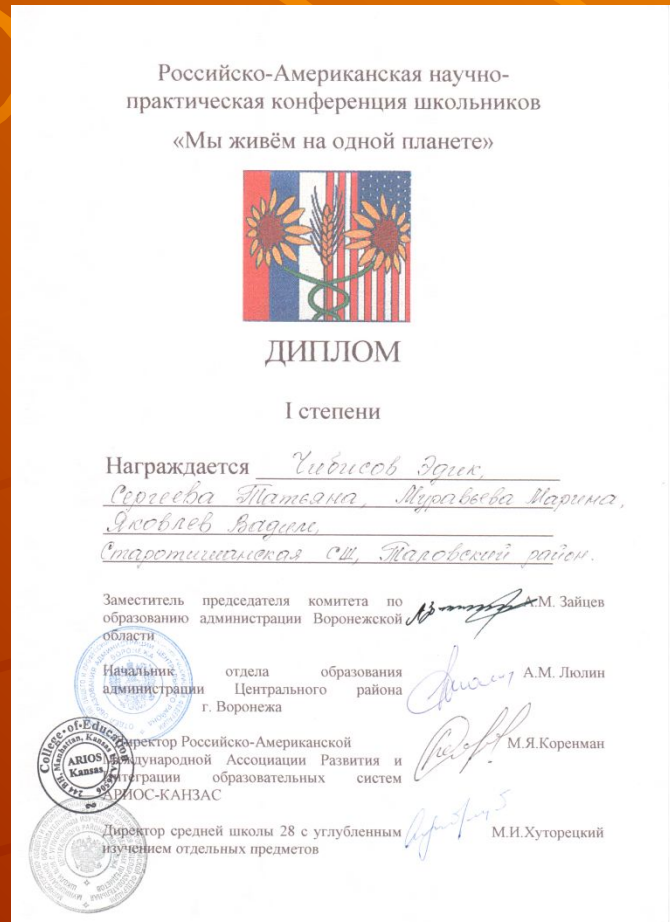 Российско-Американская научно-
практическая конференция школьников
«Мы живём на одной планете»
ДИПЛОМ
I степени
Награждается Чибисов Эдик,
Сергеева Татьяна, Муравьева Марина,
Яковлев Вадим,
Старотишанская СШ, Таловский район.
Заместитель председателя комитета по
образованию администрации Воронежской
области
А.М. Зайцев
Начальник отдела образования
администрации Центрального района
г. Воронежа
А.М. Люлин
Директор Российско-Американской
Международной Ассоциации Развития и
Интеграции образовательных систем
АРИОС-КАНЗАС
М.Я.Коренман
College of Education
Manhattan, Kansas
ARIOS
Kansas
Директор средней школы 28 с углубленным
изучением отдельных предметов
М.И.Хуторецкий